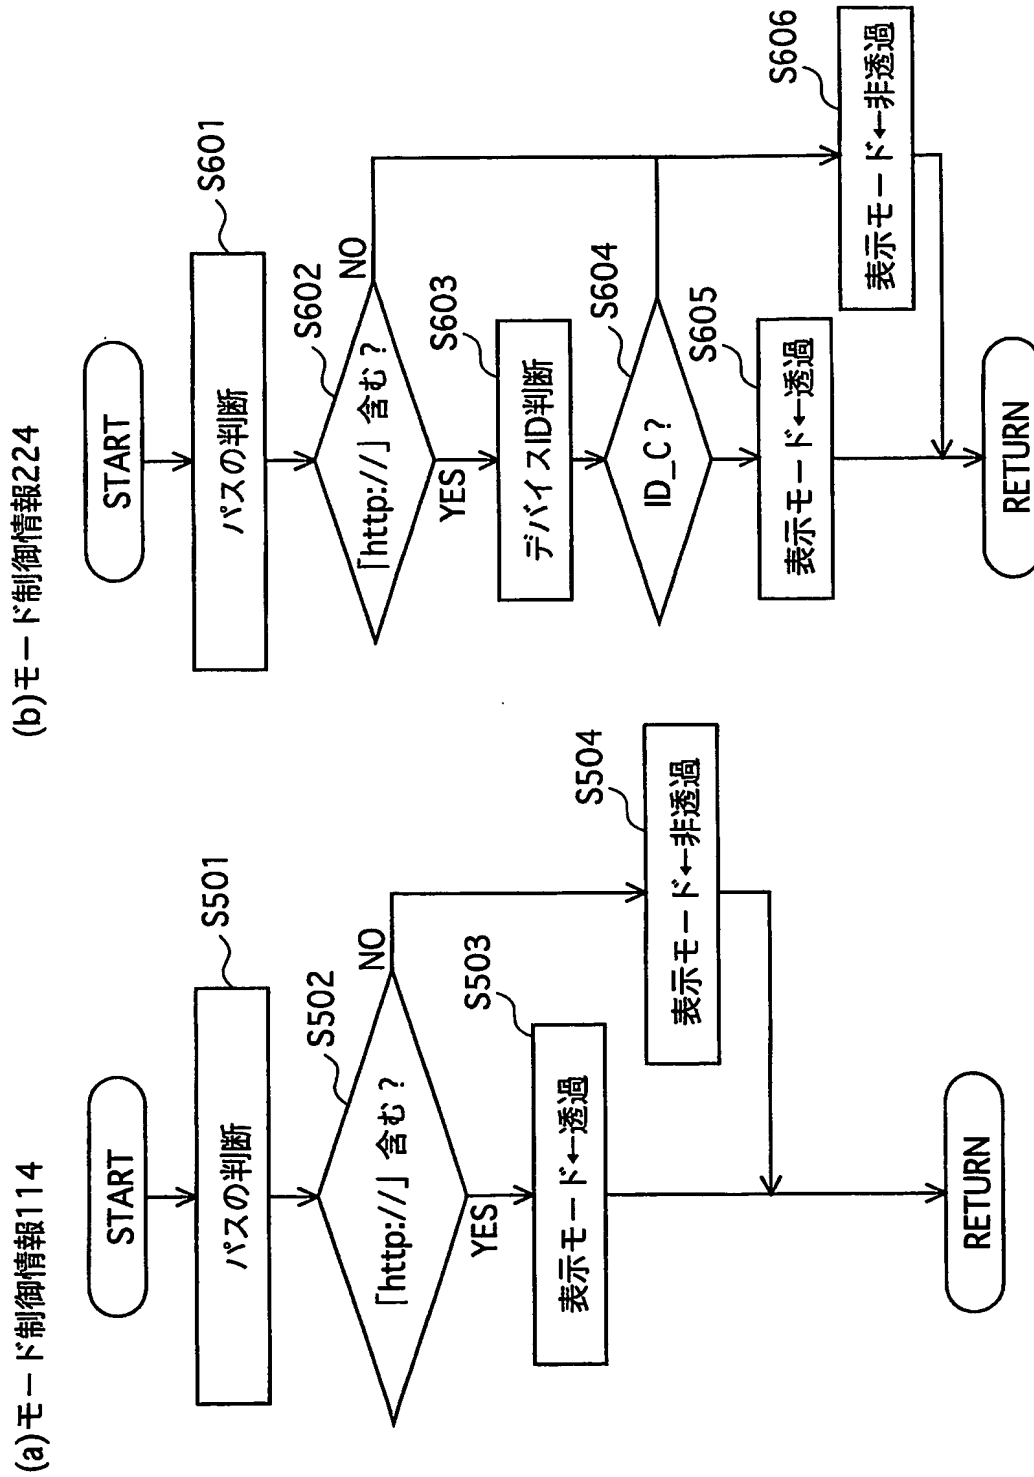 (a)モード制御情報114
START
パスの判断
S501
「http://」含む?
S502
YES
NO
表示モード←透過
S503
表示モード←非透過
S504
RETURN
(b)モード制御情報224
START
パスの判断
S601
「http://」含む?
S602
YES
NO
デバイスID判断
S603
ID_C?
S604
表示モード←透過
S605
表示モード←非透過
S606
RETURN